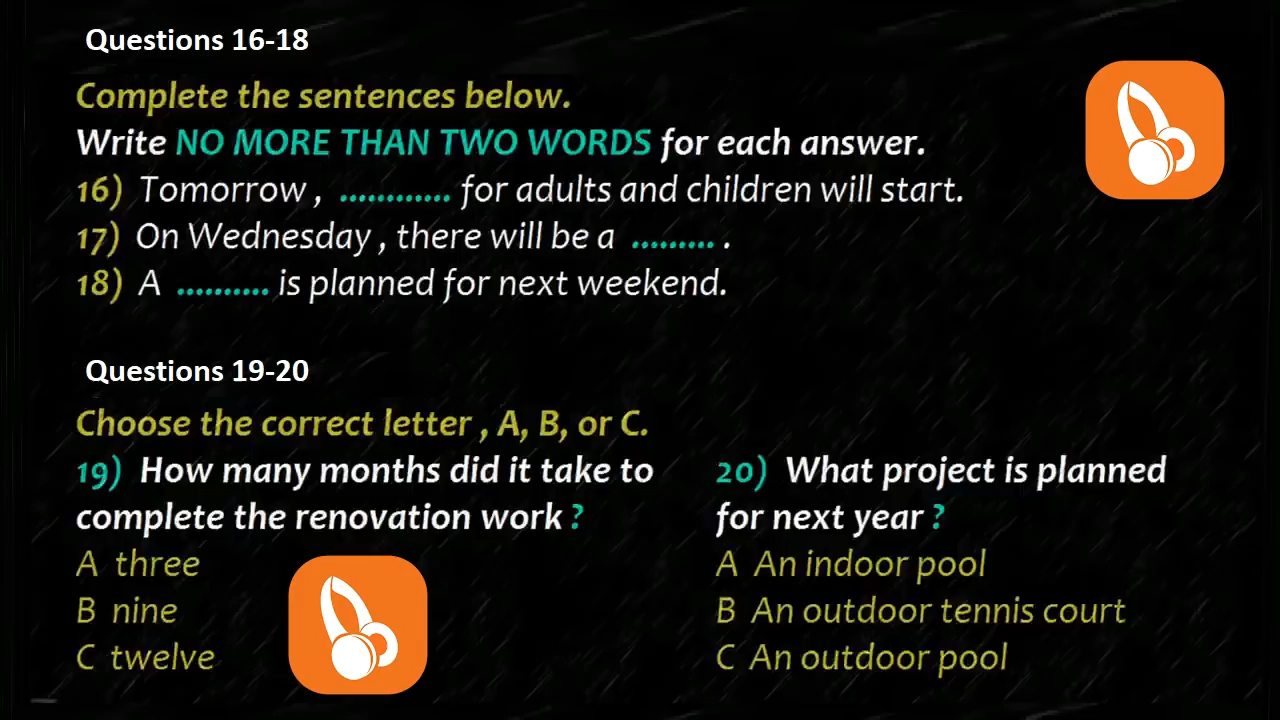 Questions 16-18
Complete the sentences below.
Write NO MORE THAN TWO WORDS for each answer.
16) Tomorrow , ............ for adults and children will start.
17) On Wednesday , there will be a ......... .
18) A .......... is planned for next weekend.
Questions 19-20
Choose the correct letter , A, B, or C.
19) How many months did it take to
complete the renovation work ?
A three
B nine
C twelve
20) What project is planned
for next year ?
A An indoor pool
B An outdoor tennis court
C An outdoor pool